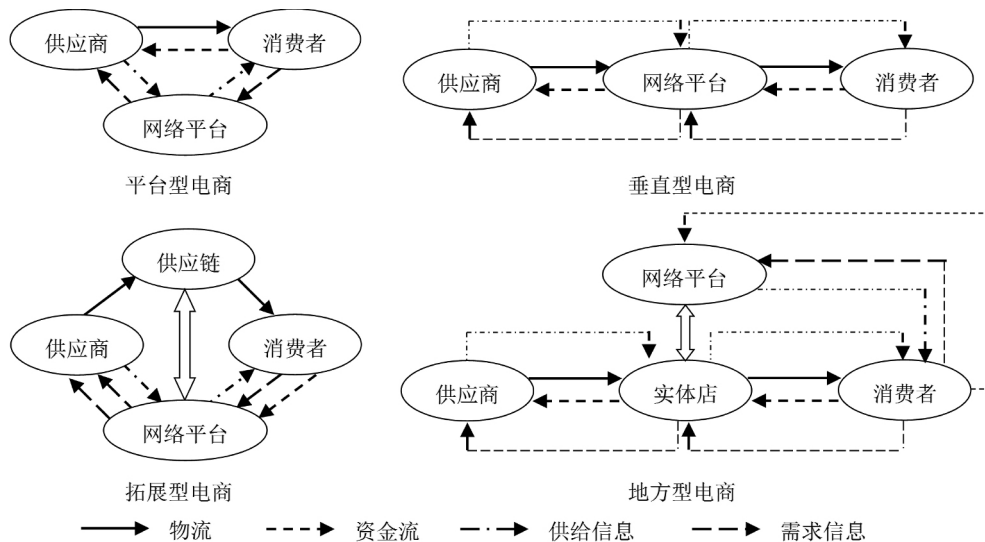 供应商
消费者
网络平台
平台型电商
供应商
网络平台
消费者
垂直型电商
供应链
供应商
消费者
网络平台
拓展型电商
网络平台
供应商
实体店
消费者
地方型电商
物流
资金流
供给信息
需求信息